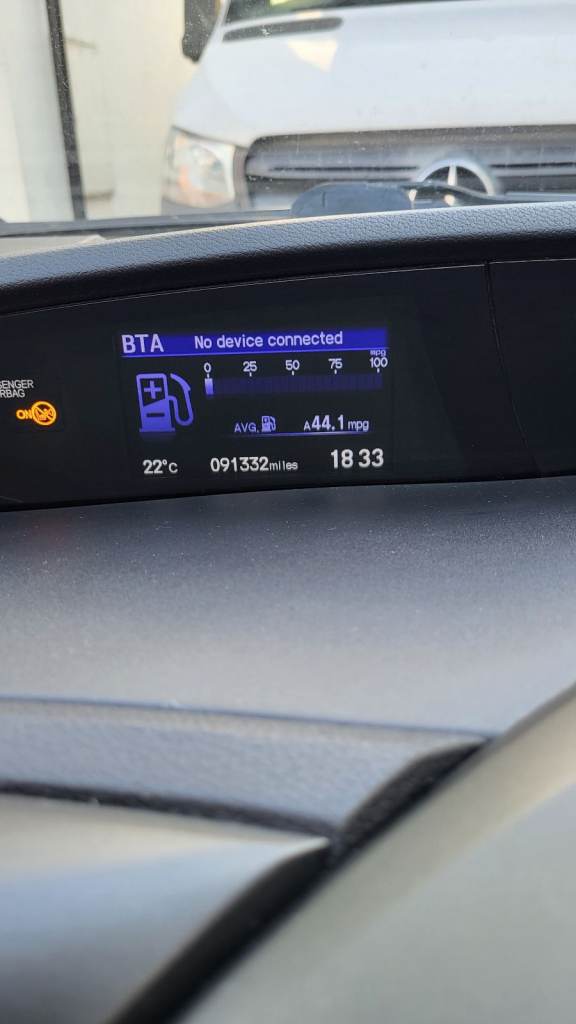 BTA No device connected
mpg
0 25 50 75 100
ON
AVG. A44.1 mpg
22°C 091332miles 18 33